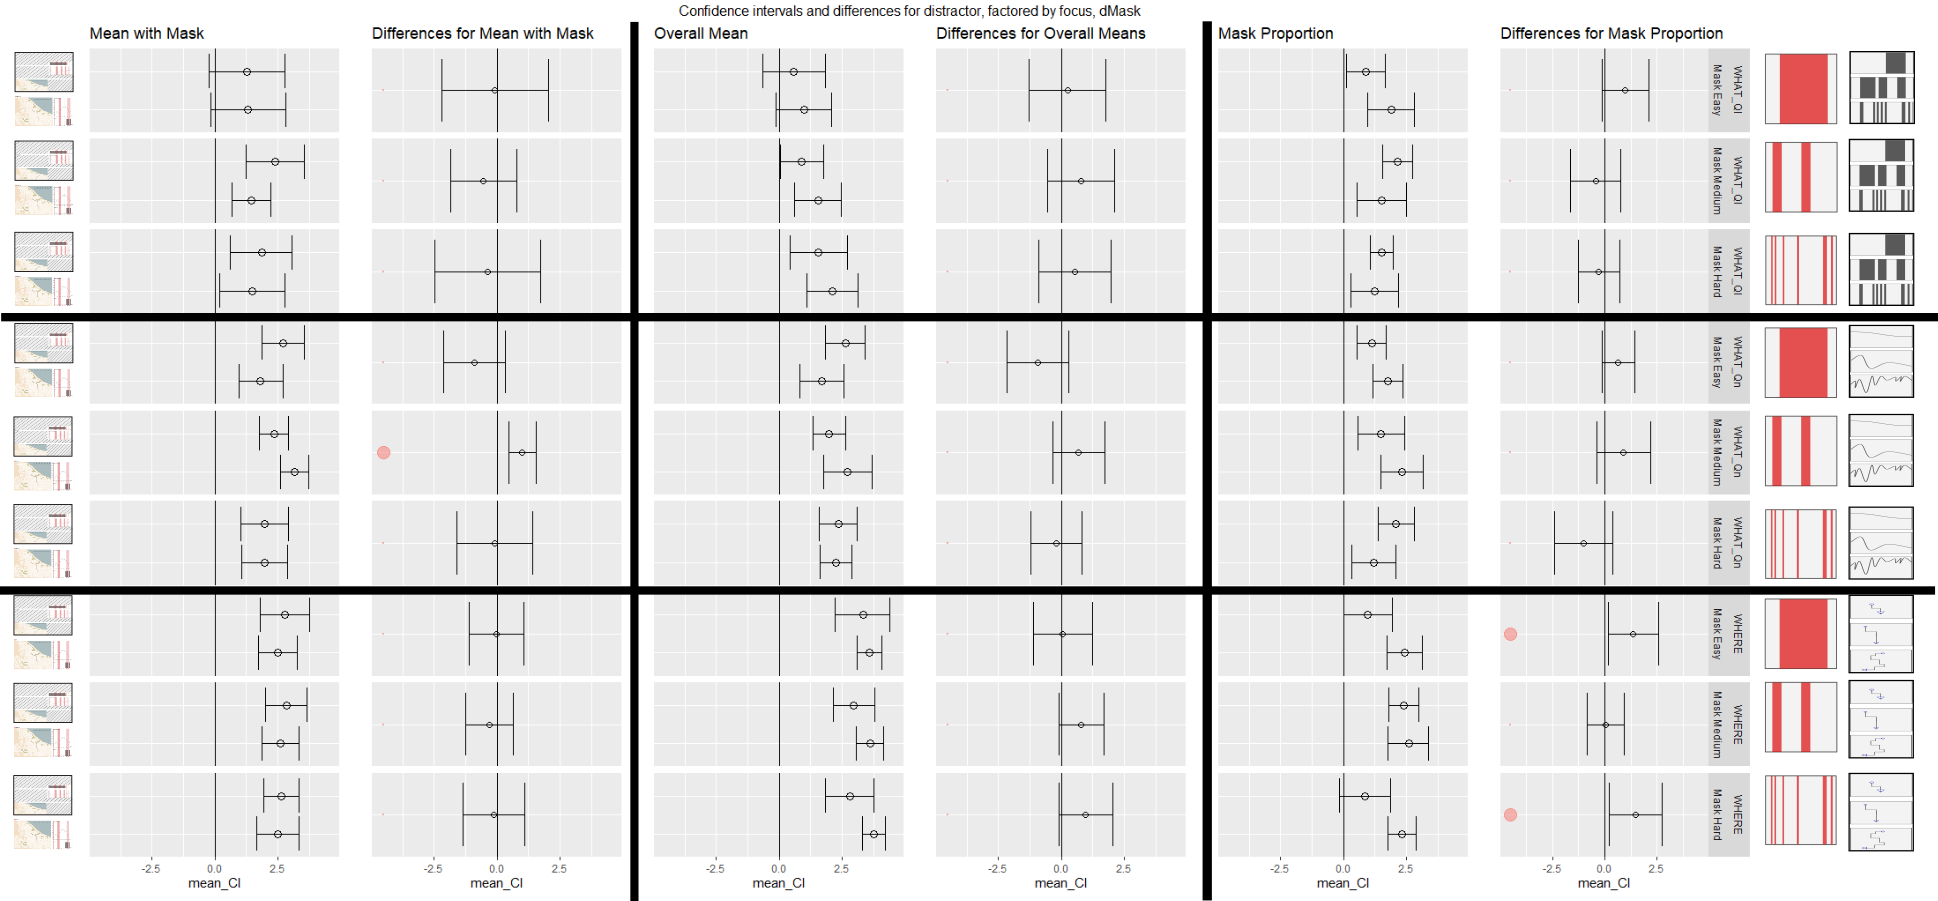 Confidence intervals and differences for distractor, factored by focus, dMask
Mean with Mask
Differences for Mean with Mask
Overall Mean
Differences for Overall Means
Mask Proportion
Differences for Mask Proportion
WHAT_Ql
Mask Easy
WHAT_Ql
Mask Medium
WHAT_Ql
Mask Hard
WHAT_Qn
Mask Easy
WHAT_Qn
Mask Medium
WHAT_Qn
Mask Hard
WHERE
Mask Easy
WHERE
Mask Medium
WHERE
Mask Hard
-2.5 0.0 2.5
-2.5 0.0 2.5
-2.5 0.0 2.5
-2.5 0.0 2.5
-2.5 0.0 2.5
-2.5 0.0 2.5
mean_CI
mean_CI
mean_CI
mean_CI
mean_CI
mean_CI